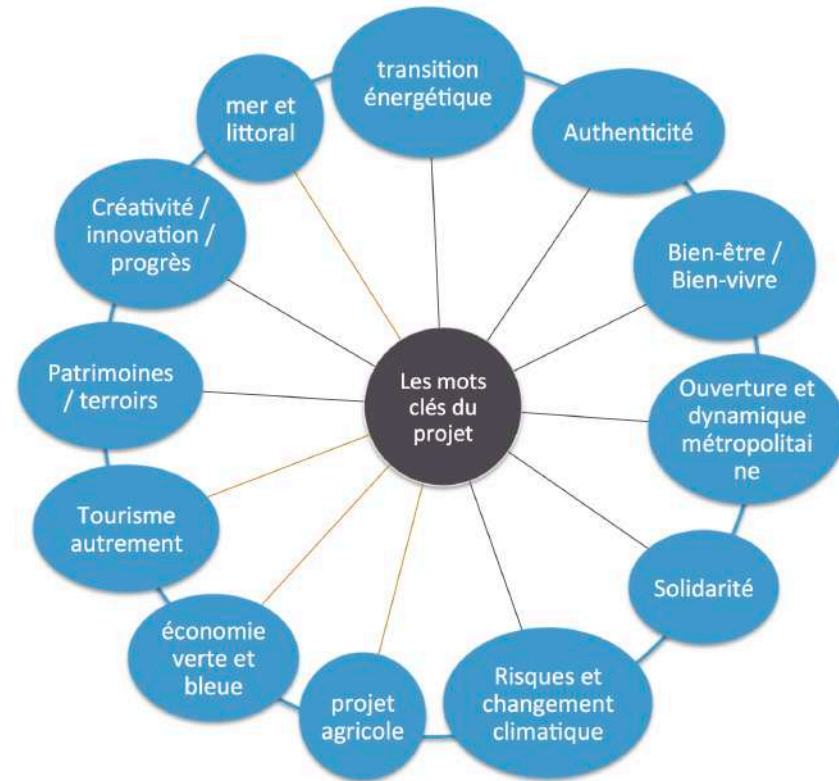 transition
énergétique
Authenticité
Bien-être /
Bien-vivre
Ouverture et
dynamique
métropolitai
ne
Solidarité
Risques et
changement
climatique
projet
agricole
économie
verte et
bleue
Tourisme
autrement
Patrimoines
/ terroirs
Créativité /
innovation /
progrès
mer et
littoral
Les mots
clés du
projet